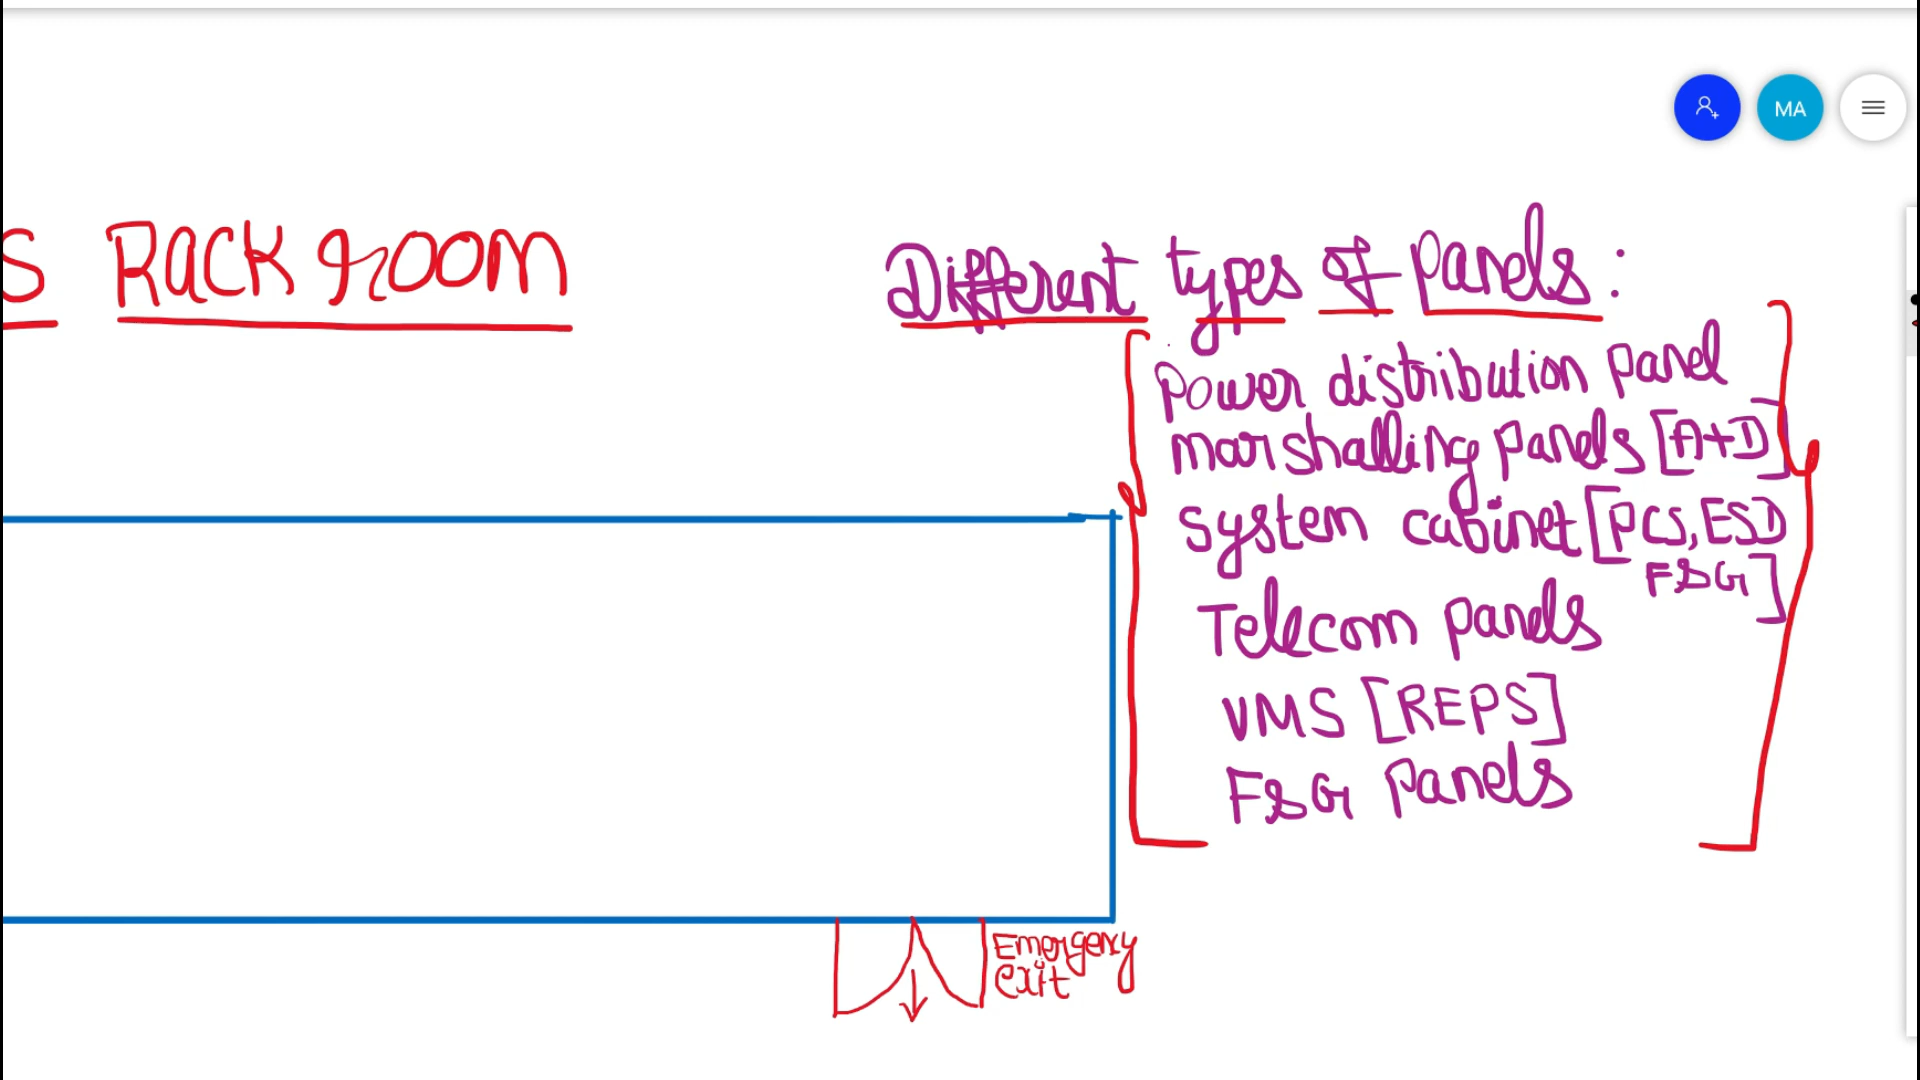 MA
S Rack room
Different types of panels:
Power distribution panel
marshalling panels [A+D]
system cabinet [PCS, ESD
F&G]
Telecom panels
VMS [REPS]
F&G panels
Emergency
exit